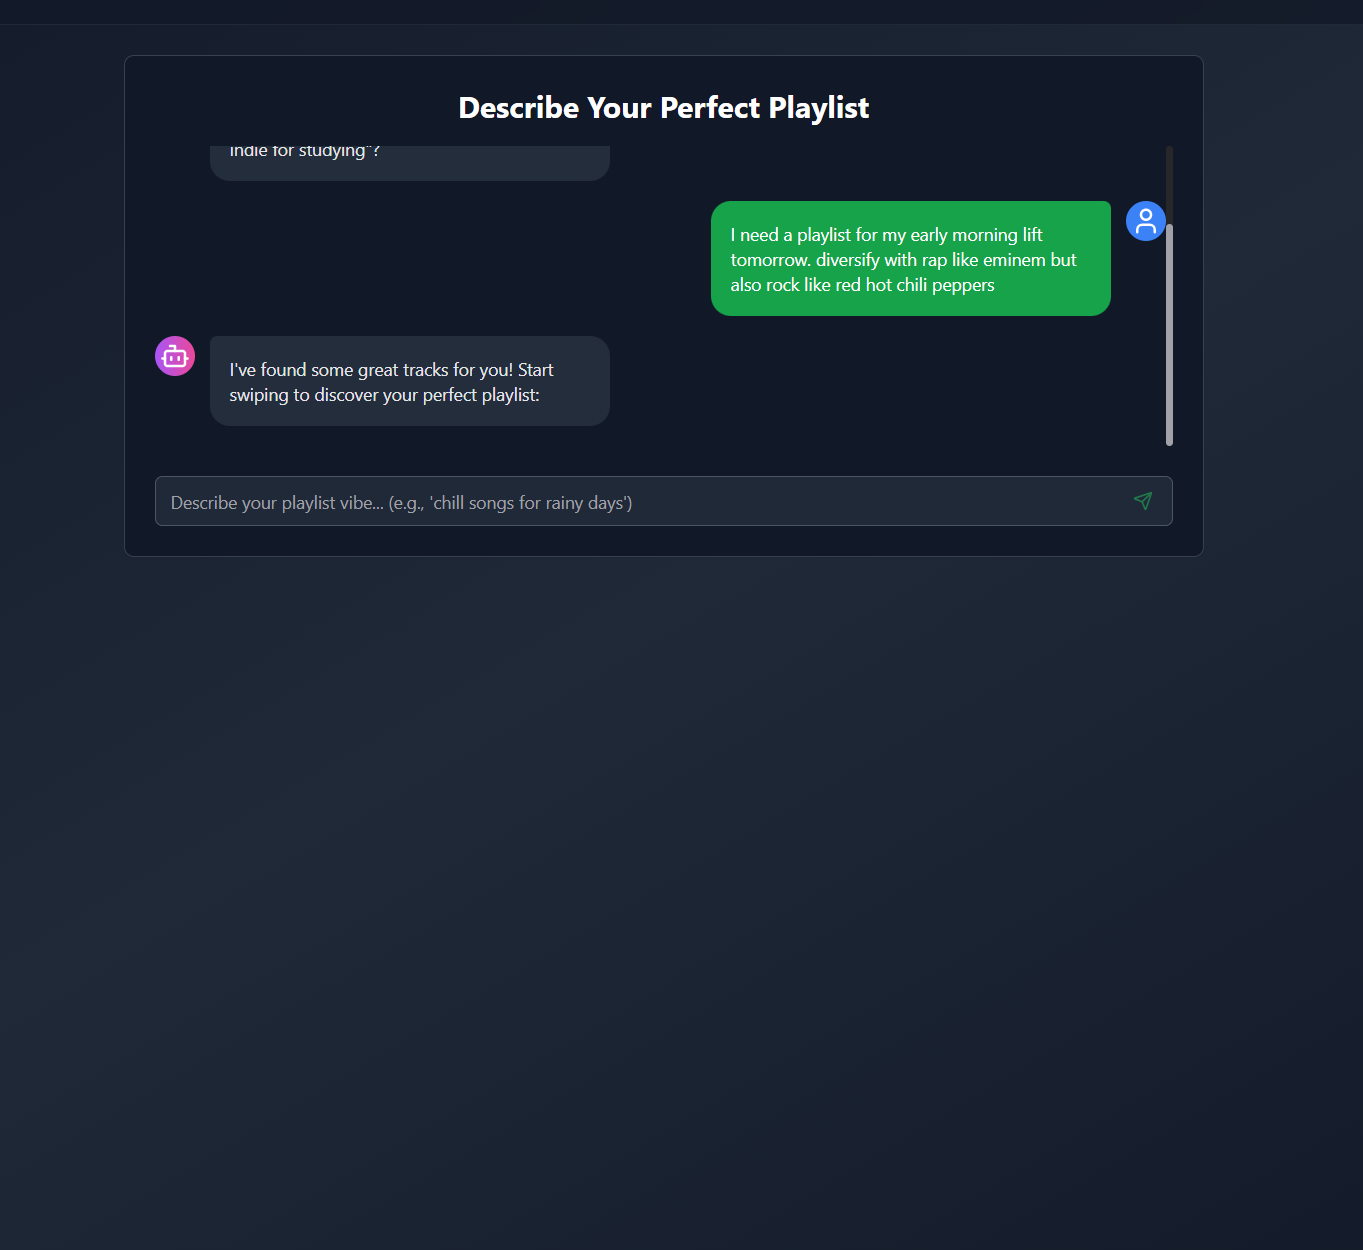 Describe Your Perfect Playlist
indie for studying"?
I need a playlist for my early morning lift
tomorrow. diversify with rap like eminem but
also rock like red hot chili peppers
I've found some great tracks for you! Start
swiping to discover your perfect playlist:
Describe your playlist vibe... (e.g., 'chill songs for rainy days')